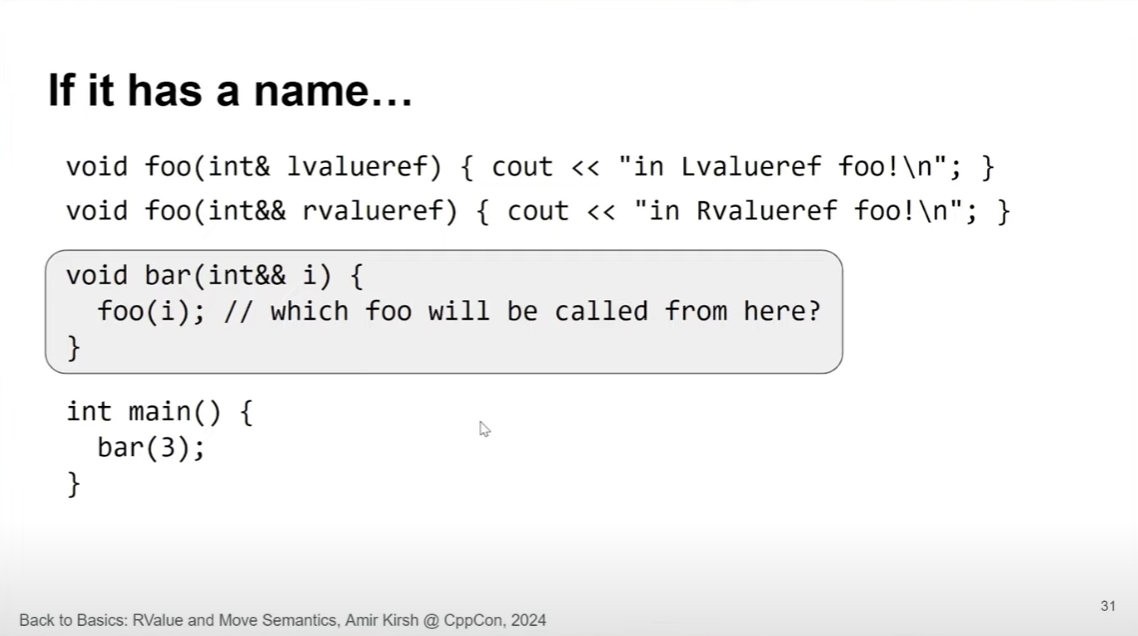 If it has a name…
void foo(int& lvalueref) { cout << "in Lvalueref foo!\n"; }
void foo(int&& rvalueref) { cout << "in Rvalueref foo!\n"; }
void bar(int&& i) {
  foo(i); // which foo will be called from here?
}
int main() {
  bar(3);
}
Back to Basics: RValue and Move Semantics, Amir Kirsh @ CppCon, 2024
31